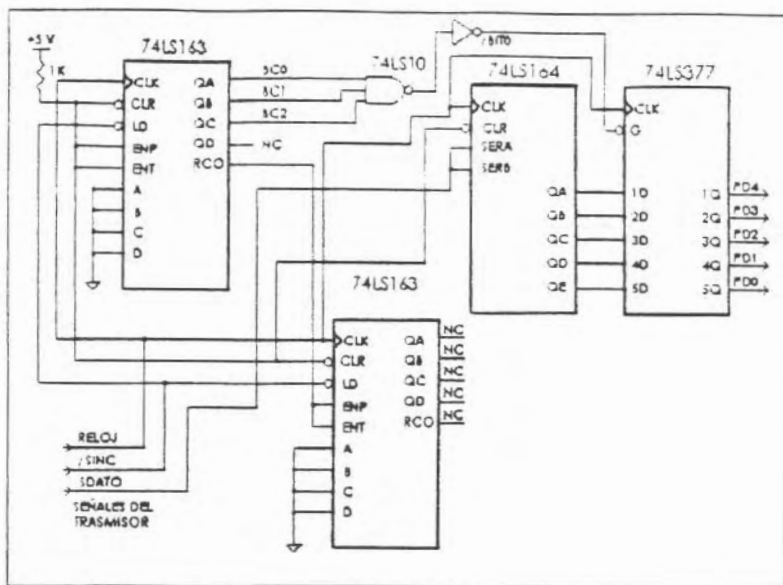 +5 V
1K
74LS163
CLK
CLR
LD
ENP
ENT
A
B
C
D
QA
QB
QC
QD
RCO
BC0
BC1
BC2
NC
74LS10
/BIT0
74LS164
CLK
CLR
SERA
SERB
QA
QB
QC
QD
QE
74LS377
CLK
G
1D
2D
3D
4D
5D
1Q
2Q
3Q
4Q
5Q
PD4
PD3
PD2
PD1
PD0
74LS163
CLK
CLR
LD
ENP
ENT
A
B
C
D
QA
QB
QC
QD
RCO
NC
NC
NC
NC
NC
RELOJ
/SINC
SDATO
SEÑALES DEL
TRASMISOR